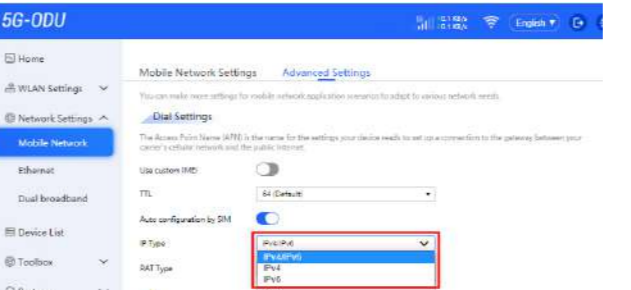 5G-ODU
English
Home
Mobile Network Settings Advanced Settings
WLAN Settings
You can make more settings for mobile network application scenarios to adapt to various network needs.
Network Settings
Dial Settings
Mobile Network
The Access Point Name (APN) is the name for the settings your device reads to set up a connection to the gateway between your
carrier's cellular network and the public Internet.
Ethernet
Use custom IMEI
TTL
64 (Default)
Dual broadband
Auto configuration by SIM
Device List
IP Type
IPv4/IPv6
IPv4/IPv6
Toolbox
RAT Type
IPv4
IPv6